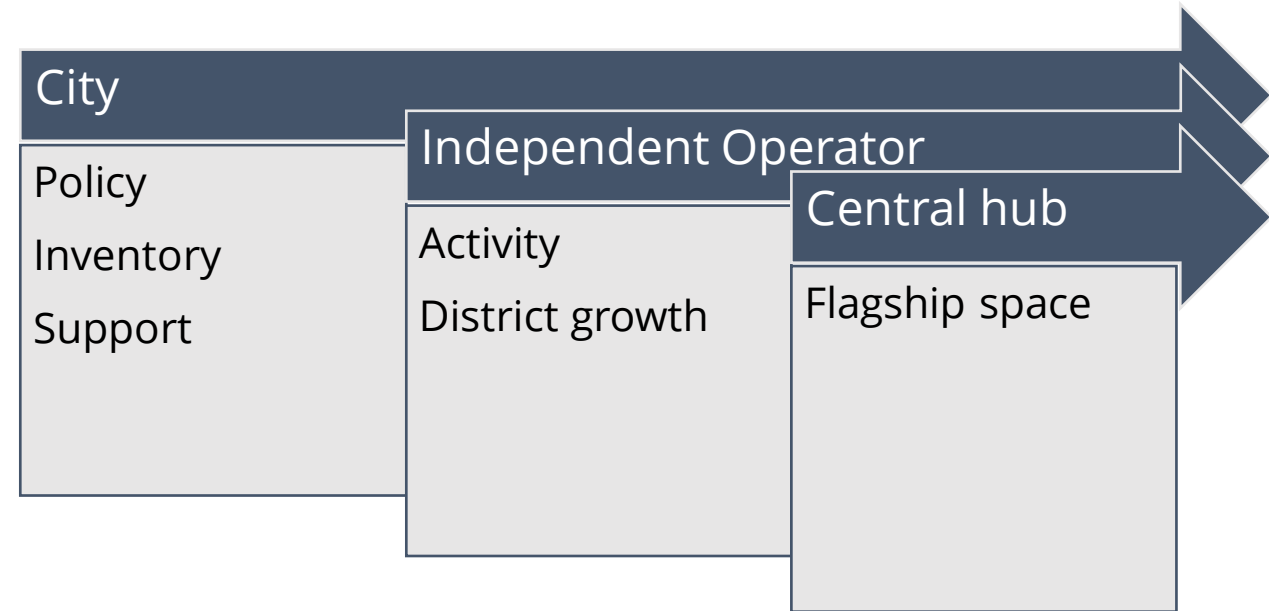 City
Policy
Inventory
Support
Independent Operator
Activity
District growth
Central hub
Flagship space